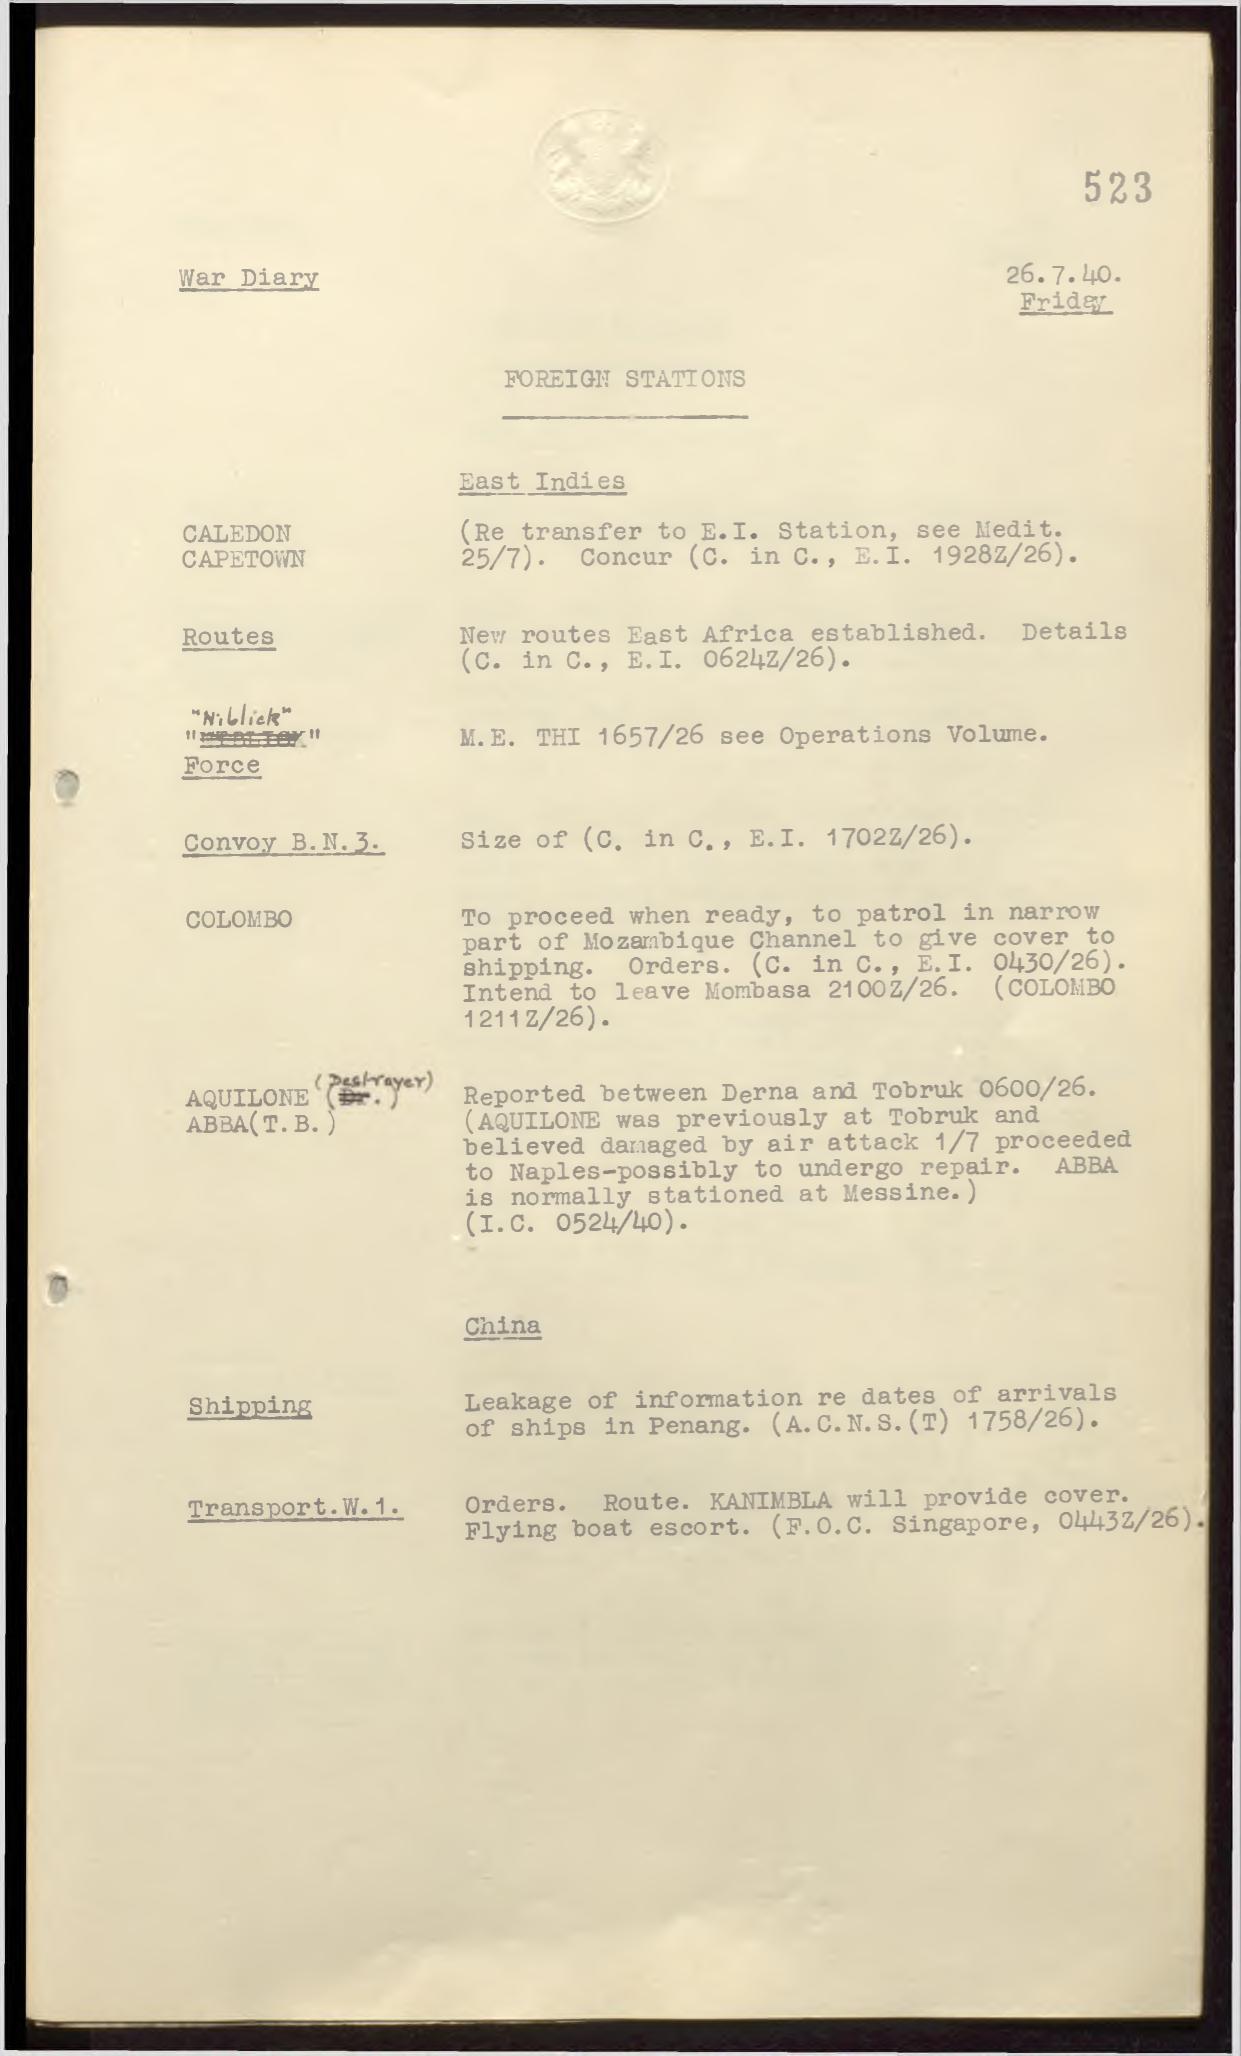 523
War Diary
26.7.40.
Friday
FOREIGN STATIONS
East Indies
CALEDON
CAPETOWN
(Re transfer to E.I. Station, see Medit.
25/7). Concur (C. in C., E.I. 1928Z/26).
Routes
New routes East Africa established. Details
(C. in C., E.I. 0624Z/26).
"Niblick"
" "
Force
M.E. THI 1657/26 see Operations Volume.
Convoy B.N.3.
Size of (C. in C., E.I. 1702Z/26).
COLOMBO
To proceed when ready, to patrol in narrow
part of Mozambique Channel to give cover to
shipping. Orders. (C. in C., E.I. 0430/26).
Intend to leave Mombasa 2100Z/26. (COLOMBO
1211Z/26).
(Destroyer)
AQUILONE (Dr.)
ABBA(T.B.)
Reported between Derna and Tobruk 0600/26.
(AQUILONE was previously at Tobruk and
believed damaged by air attack 1/7 proceeded
to Naples-possibly to undergo repair. ABBA
is normally stationed at Messine.)
(I.C. 0524/40).
China
Shipping
Leakage of information re dates of arrivals
of ships in Penang. (A.C.N.S.(T) 1758/26).
Transport.W.1.
Orders. Route. KANIMBLA will provide cover.
Flying boat escort. (F.O.C. Singapore, 0443Z/26).